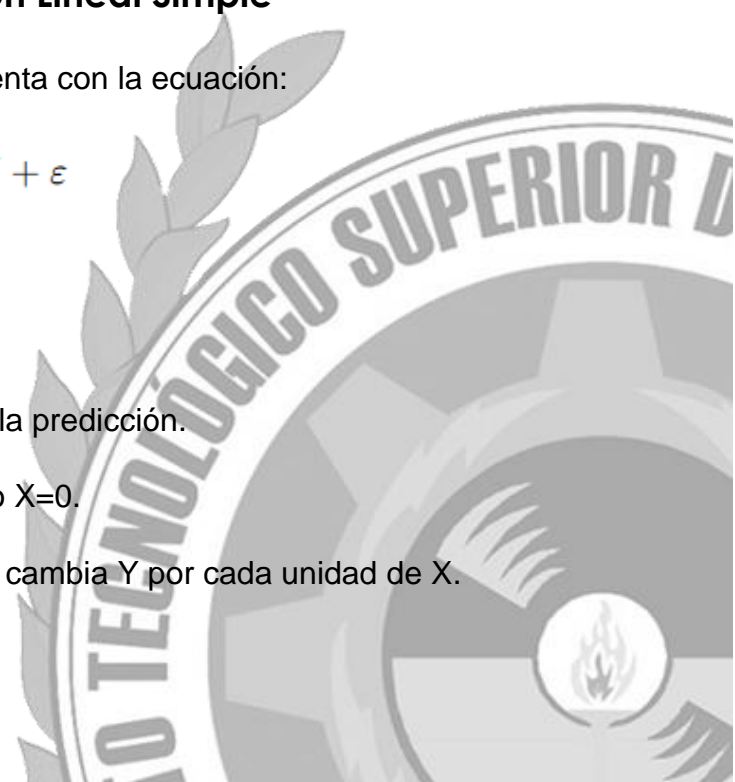 n Lineal Simple
enta con la ecuación:
+ ε
la predicción.
o X=0.
cambia Y por cada unidad de X.
O TECNOLÓGICO SUPERIOR D